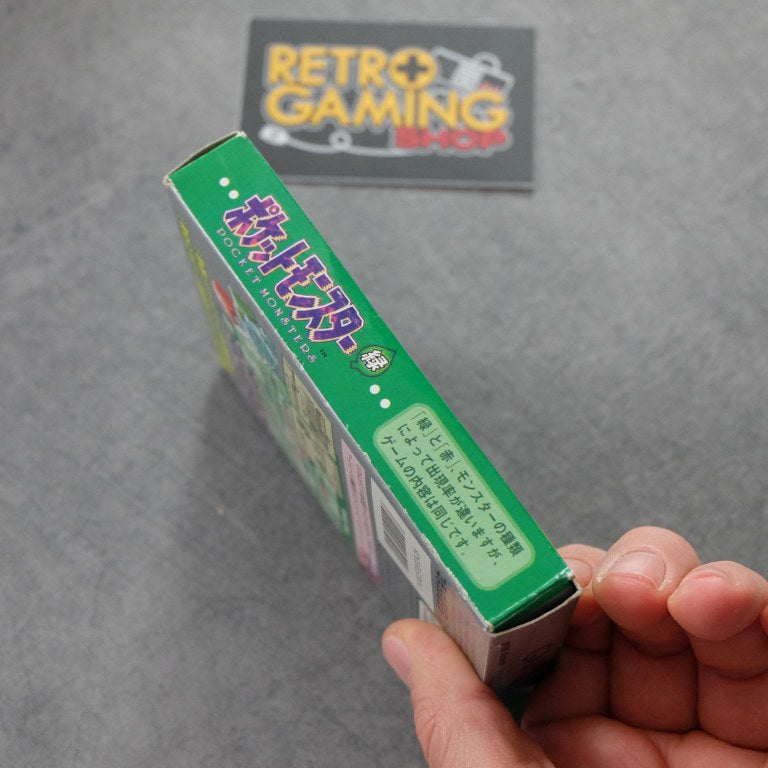 RETRO
GAMING
SHOP
ポケットモンスター
POCKET MONSTERS
TM
緑
「緑」と「赤」、モンスターの種類
によって出現率が違いますが、
ゲームの内容は同じです。